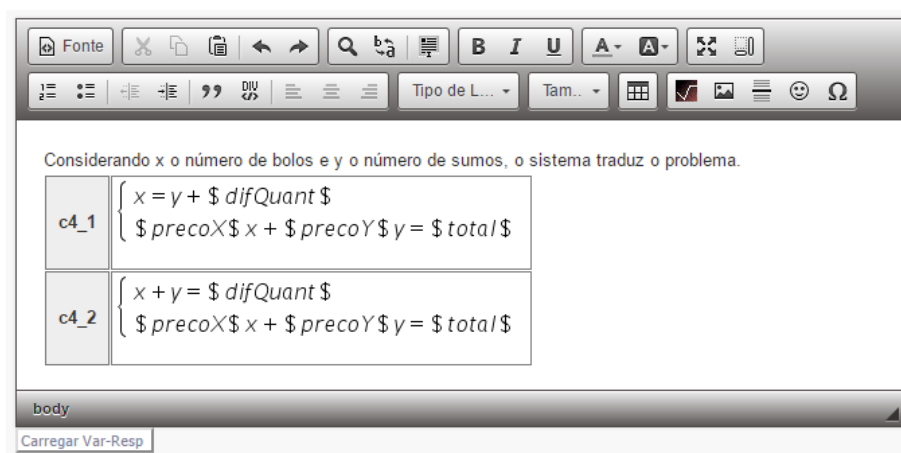 Fonte B I U A A
DIV Tipo de L... Tam.. Ω
Considerando x o número de bolos e y o número de sumos, o sistema traduz o problema.
c4_1
x = y + $ difQuant $
$ precoX$ x + $ precoY$ y = $ total $
c4_2
x + y = $ difQuant $
$ precoX$ x + $ precoY$ y = $ total $
body
Carregar Var-Resp